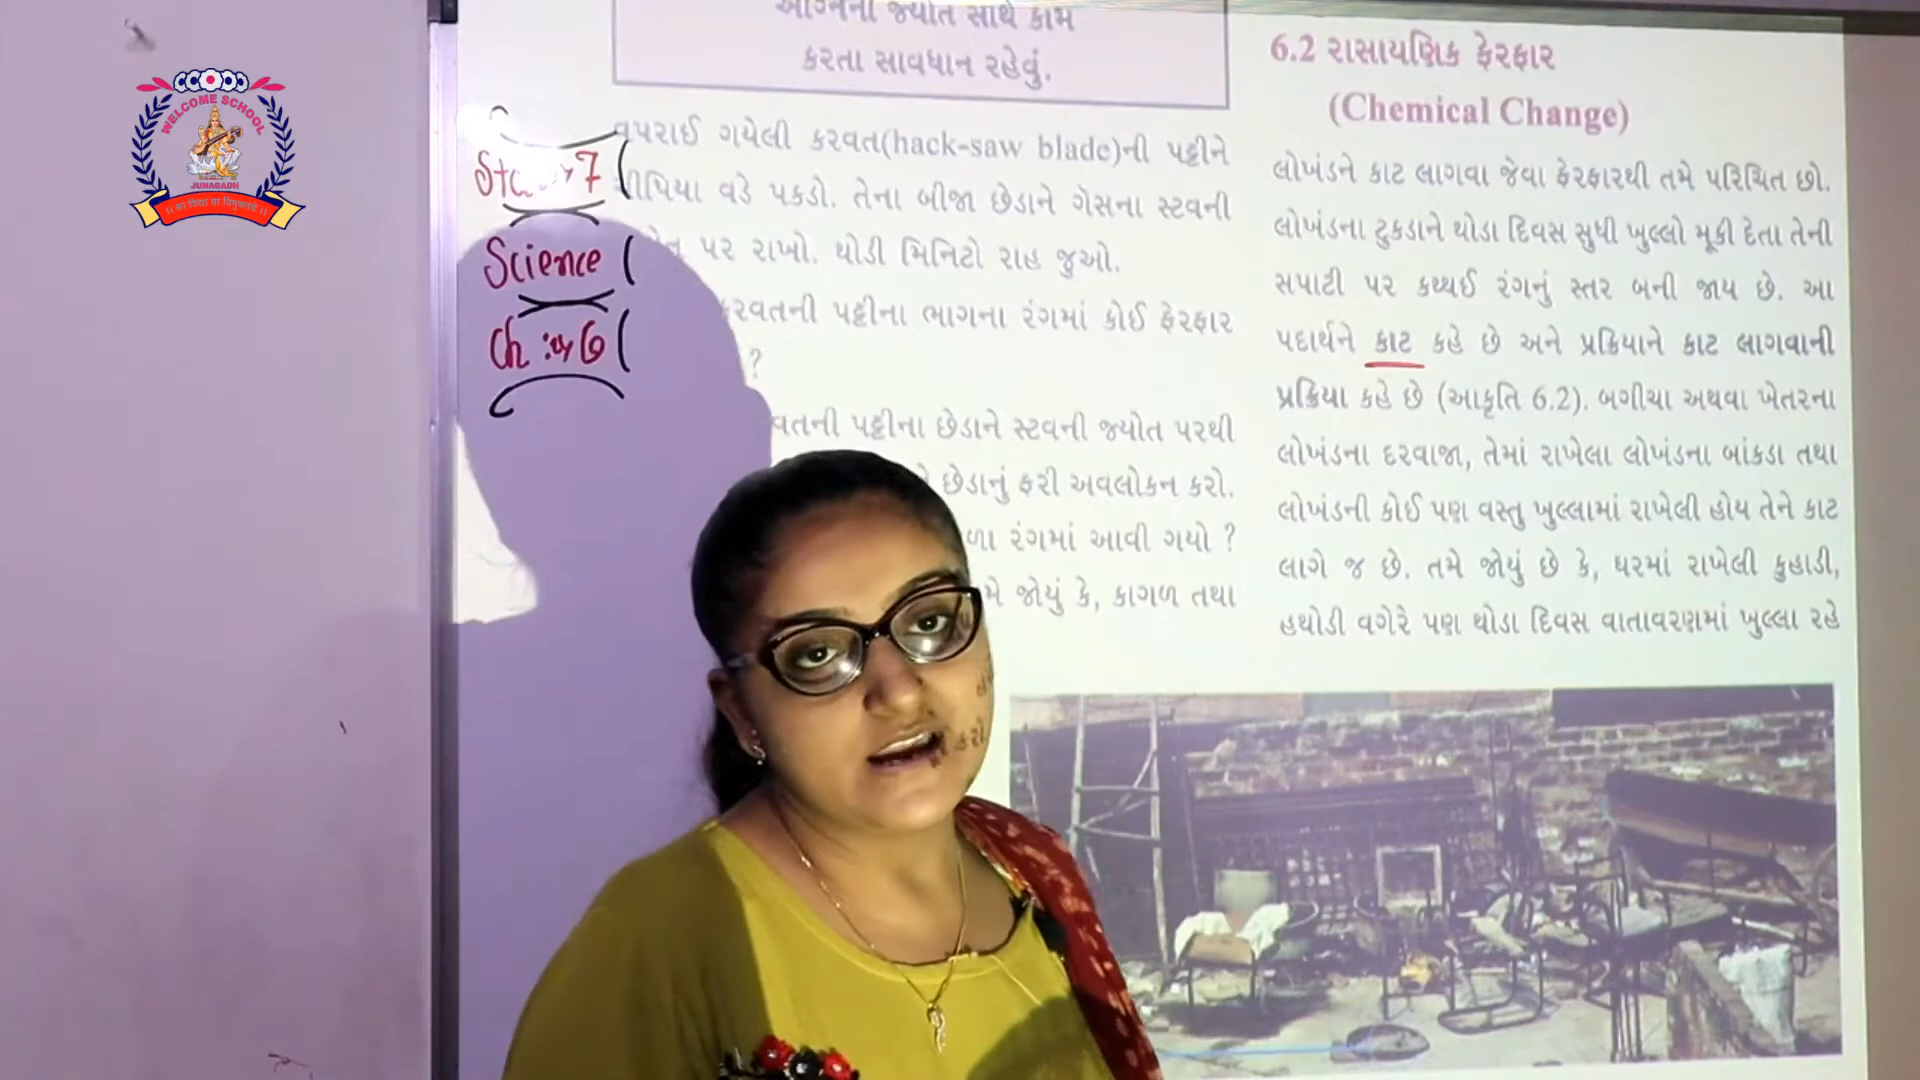 WELCOME SCHOOL
JUNAGADH
।। सा विद्या या विमुक्तये ।।
અગ્નિની જ્યોત સાથે કામ
કરતા સાવધાન રહેવું.
Science
Ch :→ 6
7
વપરાઈ ગયેલી કરવત(hack-saw blade)ની પટ્ટીને
ચીપિયા વડે પકડો. તેના બીજા છેડાને ગેસના સ્ટવની
પર રાખો. થોડી મિનિટો રાહ જુઓ.
કરવતની પટ્ટીના ભાગના રંગમાં કોઈ ફેરફાર
?
વતની પટ્ટીના છેડાને સ્ટવની જ્યોત પરથી
છેડાનું ફરી અવલોકન કરો.
ળા રંગમાં આવી ગયો ?
મે જોયું કે, કાગળ તથા
6.2 રાસાયણિક ફેરફાર
(Chemical Change)
લોખંડને કાટ લાગવા જેવા ફેરફારથી તમે પરિચિત છો.
લોખંડના ટુકડાને થોડા દિવસ સુધી ખુલ્લો મૂકી દેતા તેની
સપાટી પર કથ્થઈ રંગનું સ્તર બની જાય છે. આ
પદાર્થને કાટ કહે છે અને પ્રક્રિયાને કાટ લાગવાની
પ્રક્રિયા કહે છે (આકૃતિ 6.2). બગીચા અથવા ખેતરના
લોખંડના દરવાજા, તેમાં રાખેલા લોખંડના બાંકડા તથા
લોખંડની કોઈ પણ વસ્તુ ખુલ્લામાં રાખેલી હોય તેને કાટ
લાગે જ છે. તમે જોયું છે કે, ઘરમાં રાખેલી કુહાડી,
હથોડી વગેરે પણ થોડા દિવસ વાતાવરણમાં ખુલ્લા રહે